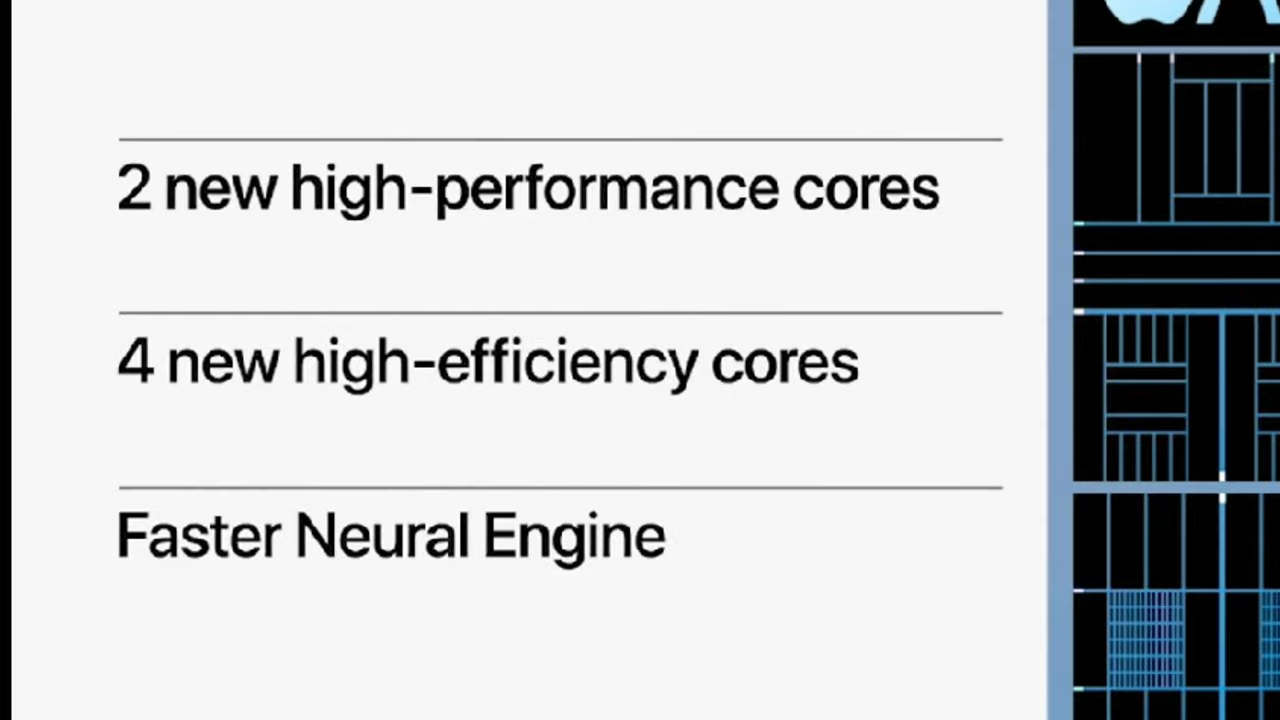 2 new high-performance cores
4 new high-efficiency cores
Faster Neural Engine